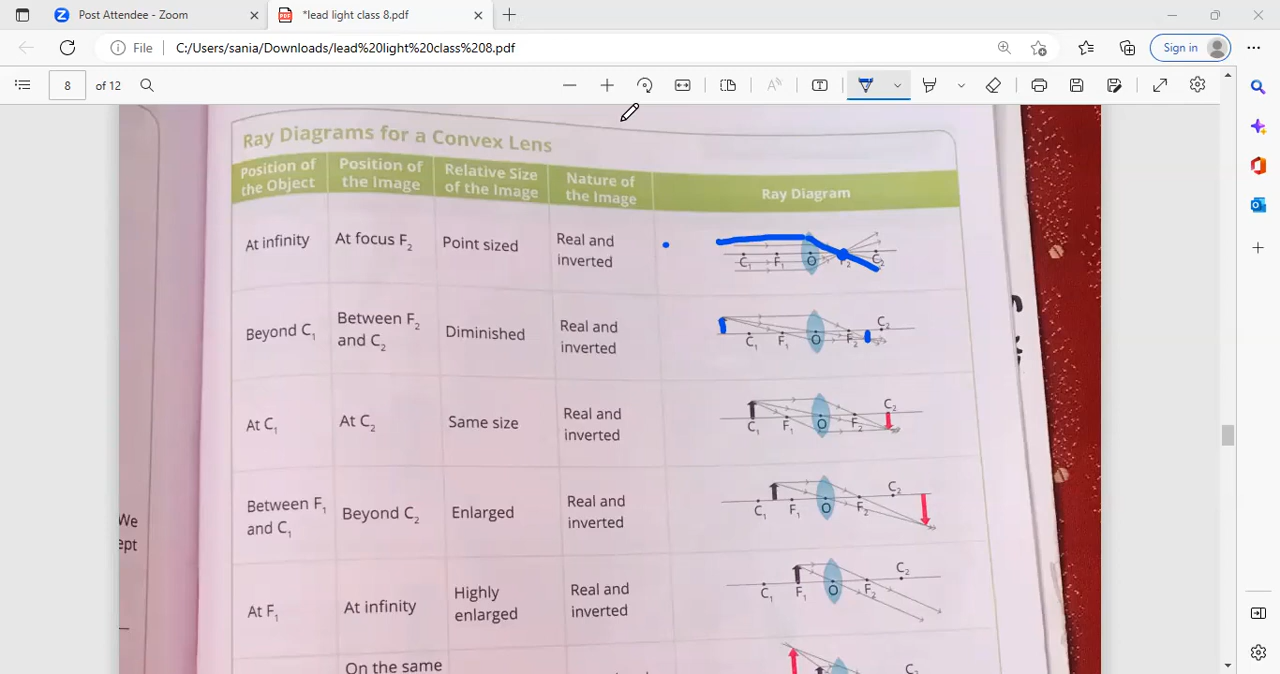 Post Attendee - Zoom
*lead light class 8.pdf
File
C:/Users/sania/Downloads/lead%20light%20class%208.pdf
Sign in
8 of 12
Ray Diagrams for a Convex Lens
Position of the Object
Position of the Image
Relative Size of the Image
Nature of the Image
Ray Diagram
At infinity
At focus F2
Point sized
Real and inverted
C1 F1 O F2 C2
Beyond C1
Between F2 and C2
Diminished
Real and inverted
C1 F1 O F2 C2
At C1
At C2
Same size
Real and inverted
C1 F1 O F2 C2
Between F1 and C1
Beyond C2
Enlarged
Real and inverted
C1 F1 O F2 C2
At F1
At infinity
Highly enlarged
Real and inverted
C1 F1 O F2 C2
On the same
C2
We
ept